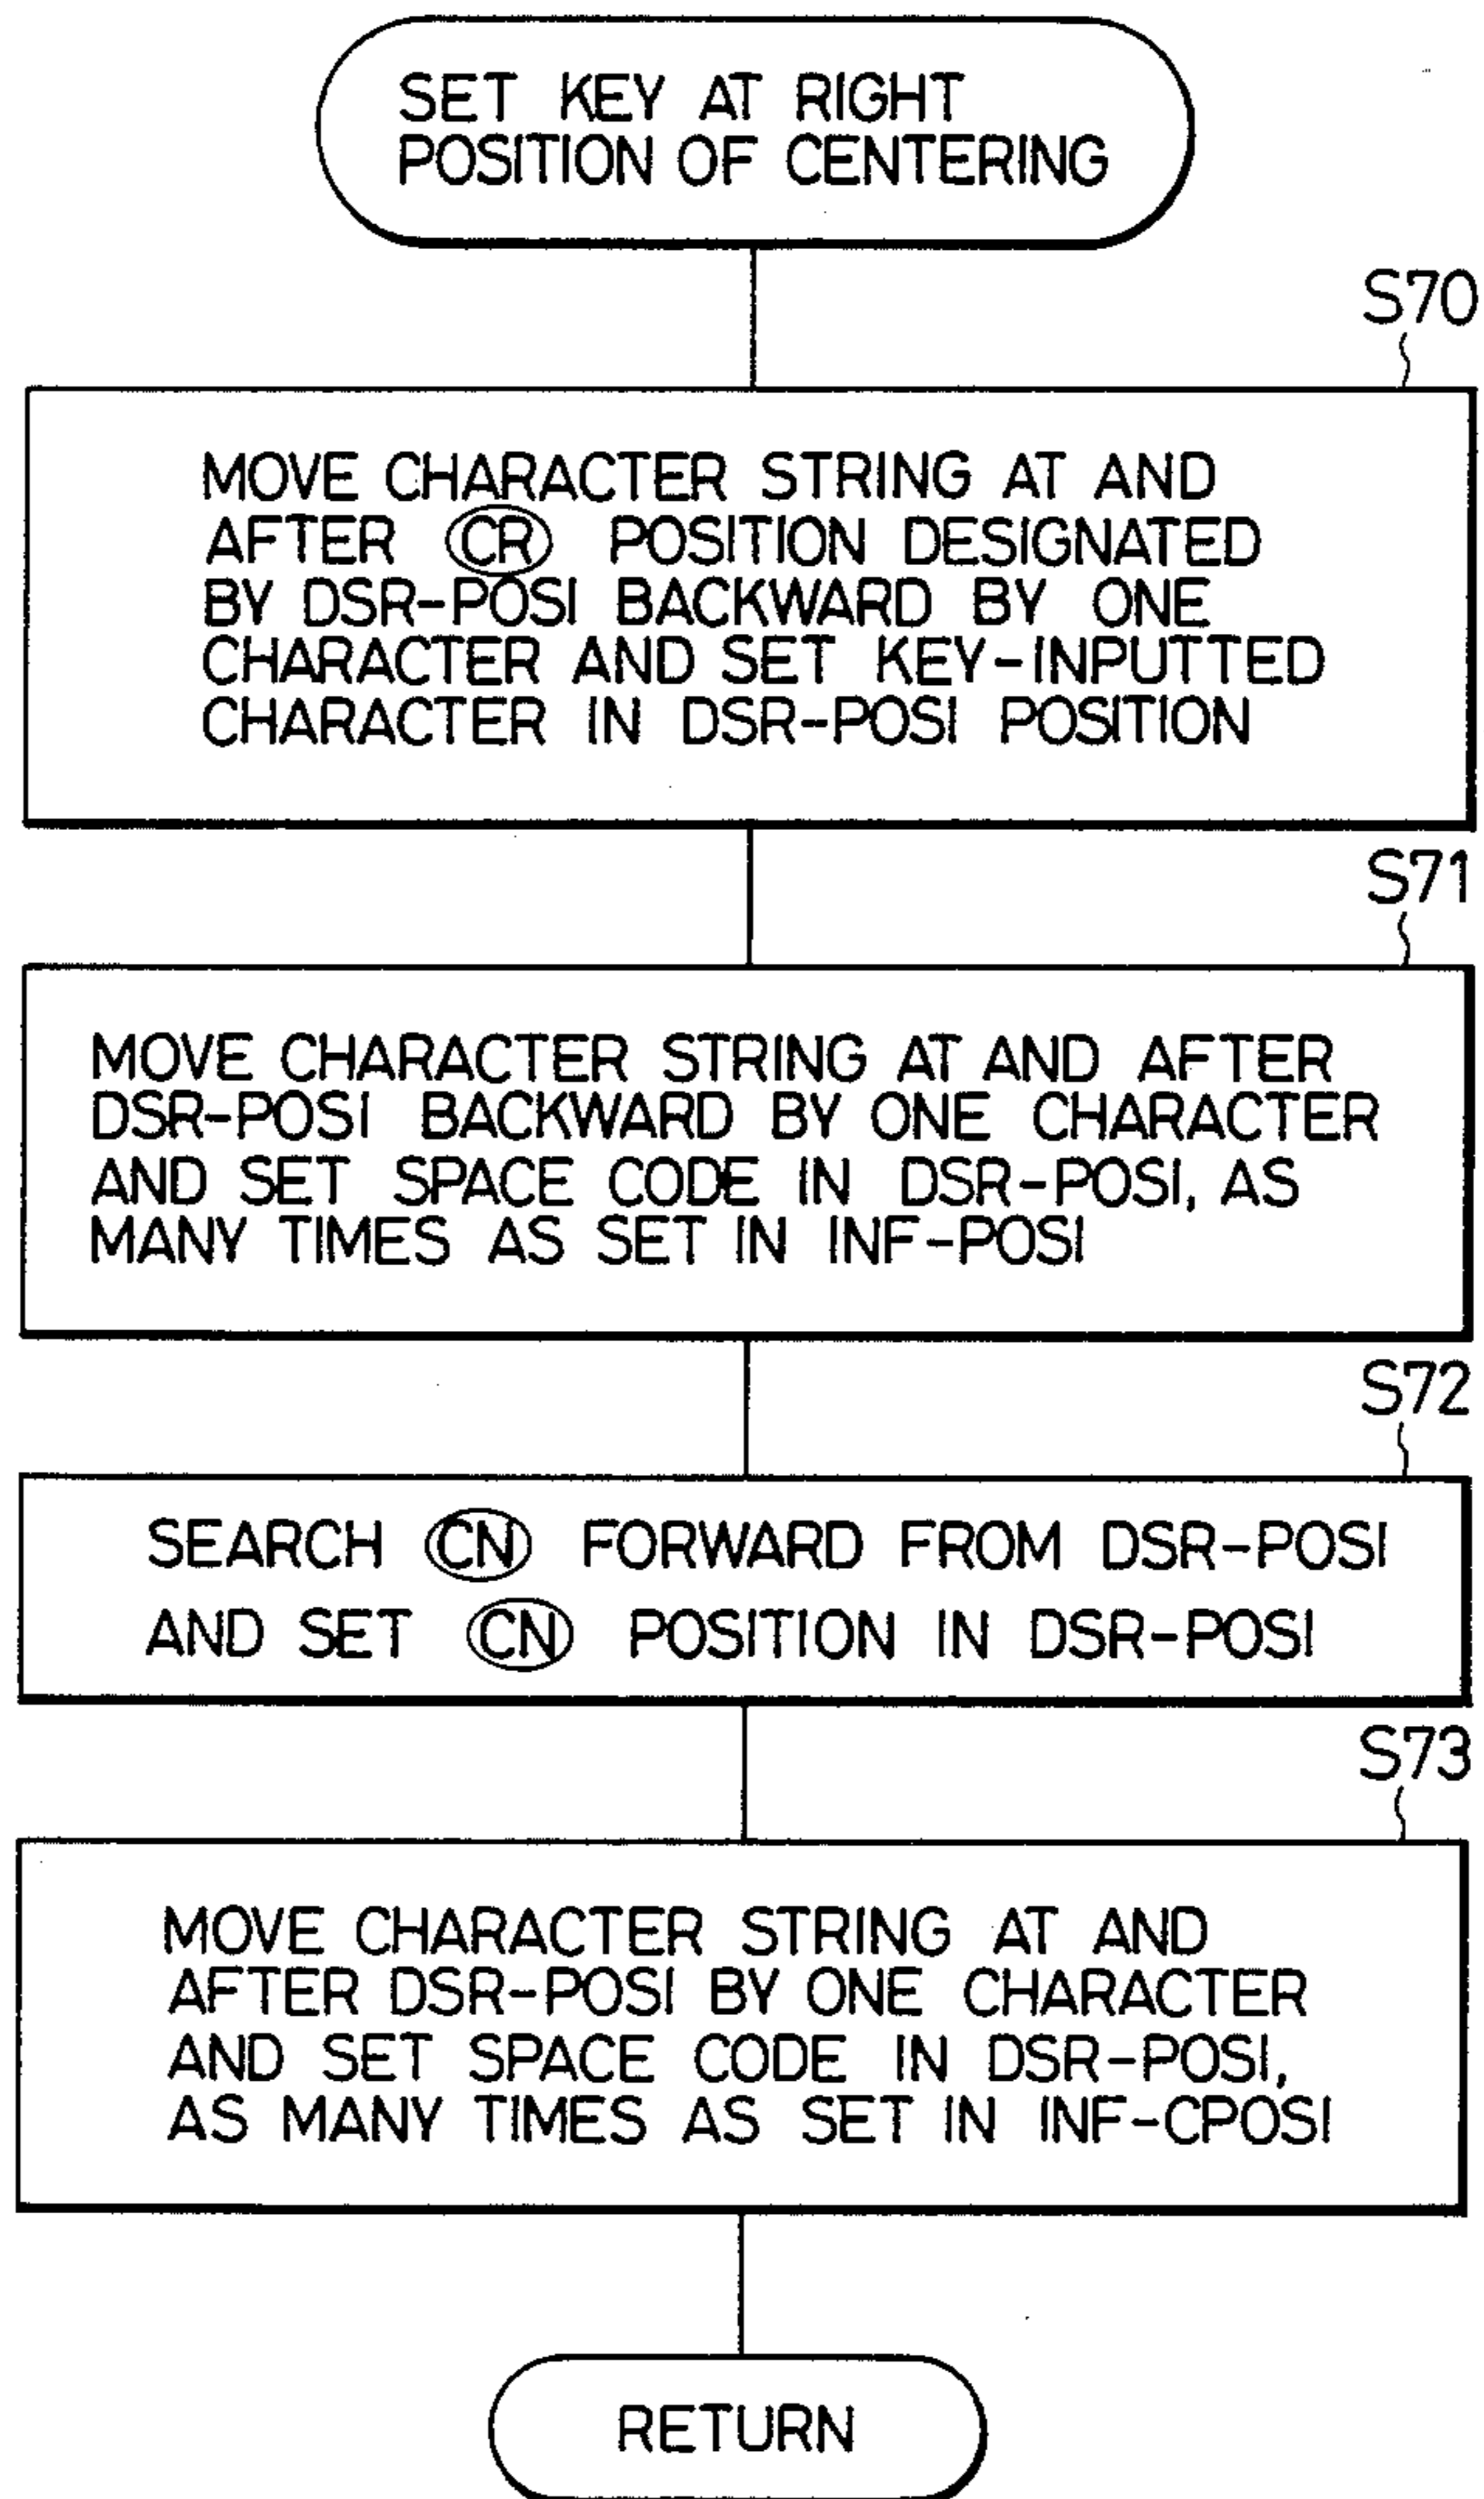 SET KEY AT RIGHT
POSITION OF CENTERING
S70
MOVE CHARACTER STRING AT AND
AFTER CR POSITION DESIGNATED
BY DSR-POSI BACKWARD BY ONE
CHARACTER AND SET KEY-INPUTTED
CHARACTER IN DSR-POSI POSITION
S71
MOVE CHARACTER STRING AT AND AFTER
DSR-POSI BACKWARD BY ONE CHARACTER
AND SET SPACE CODE IN DSR-POSI, AS
MANY TIMES AS SET IN INF-POSI
S72
SEARCH CN FORWARD FROM DSR-POSI
AND SET CN POSITION IN DSR-POSI
S73
MOVE CHARACTER STRING AT AND
AFTER DSR-POSI BY ONE CHARACTER
AND SET SPACE CODE IN DSR-POSI,
AS MANY TIMES AS SET IN INF-CPOSI
RETURN